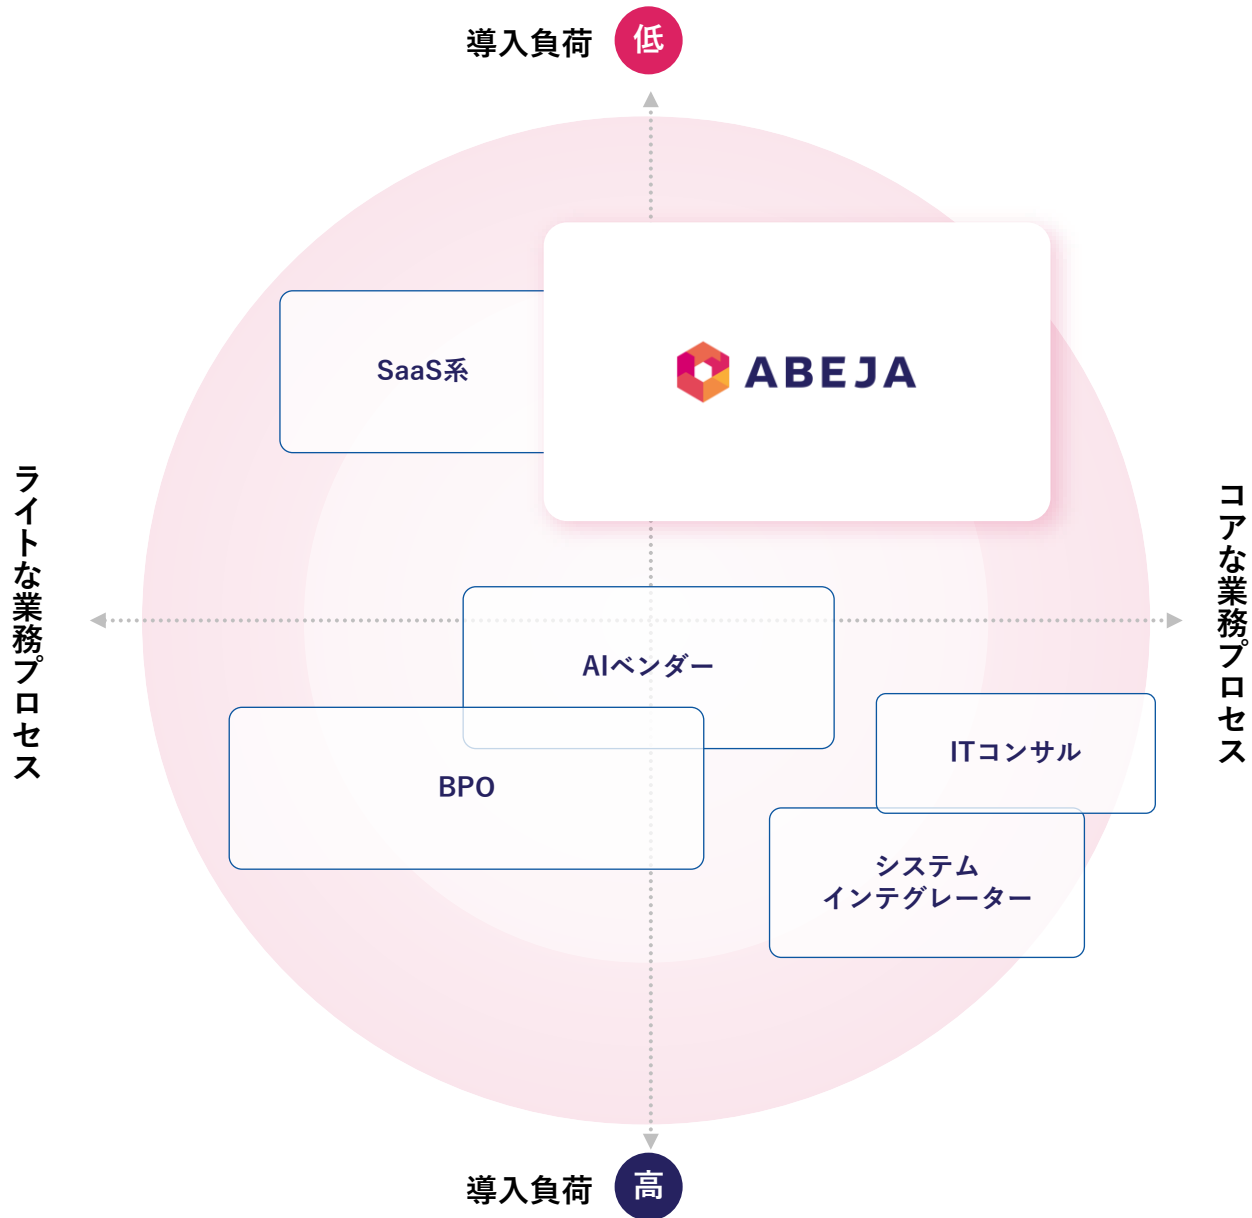 導入負荷 低
SaaS系
ABEJA
ライトな業務プロセス
コアな業務プロセス
AIベンダー
ITコンサル
BPO
システム
インテグレーター
導入負荷 高